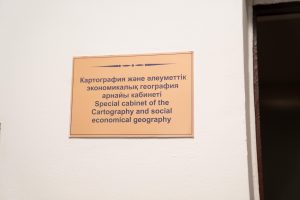 Картография және әлеуметтік
экономикалық география
арнайы кабинеті
Special cabinet of the
Cartography and social
economical geography